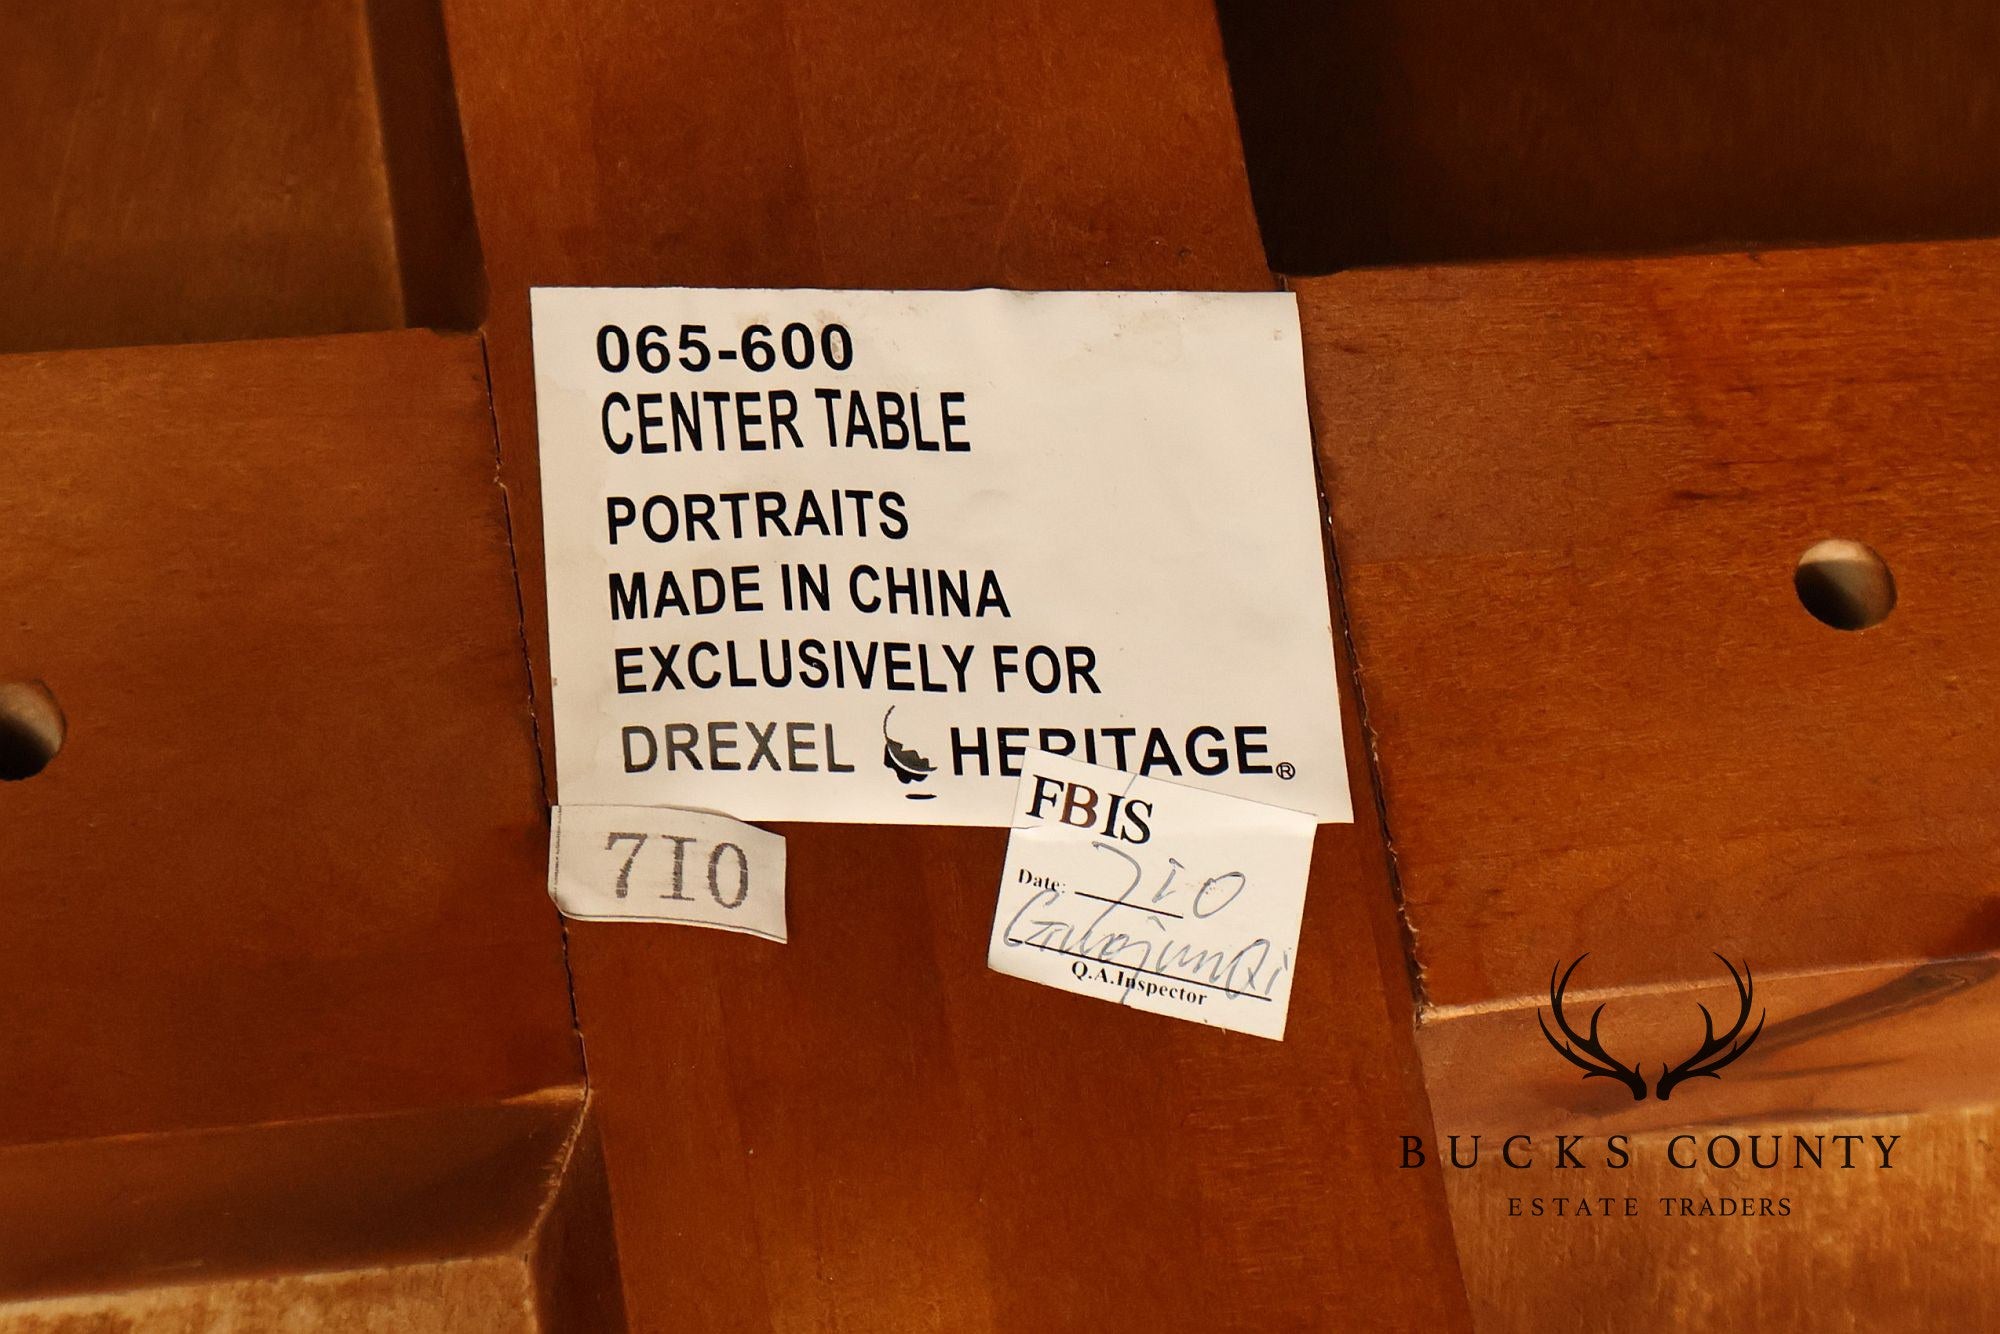 065-600
CENTER TABLE
PORTRAITS
MADE IN CHINA
EXCLUSIVELY FOR
DREXEL HERITAGE®
710
FBIS
Date: 710
Q.A.Inspector
BUCKS COUNTY
ESTATE TRADERS